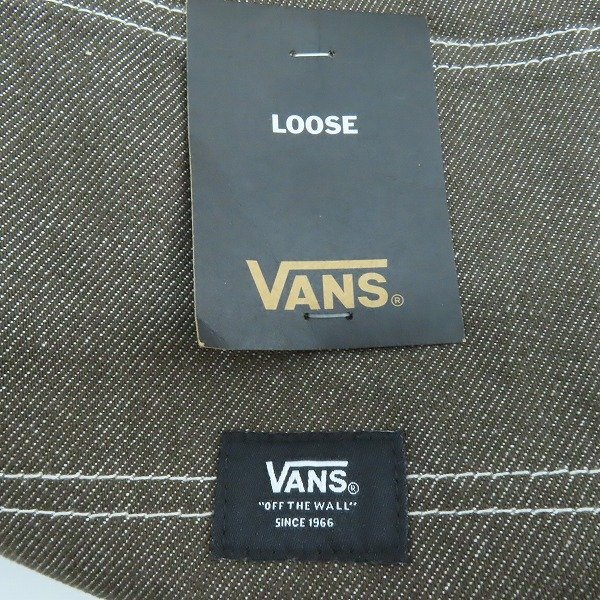 LOOSE
VANS®
VANS®
"OFF THE WALL"
SINCE 1966